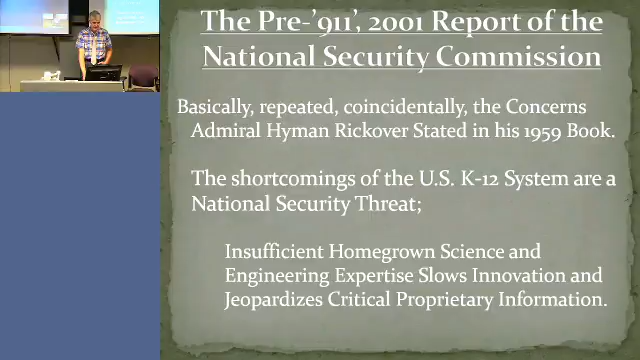 The Pre-'911', 2001 Report of the
National Security Commission
Basically, repeated, coincidentally, the Concerns
Admiral Hyman Rickover Stated in his 1959 Book.
The shortcomings of the U.S. K-12 System are a
National Security Threat;
Insufficient Homegrown Science and
Engineering Expertise Slows Innovation and
Jeopardizes Critical Proprietary Information.